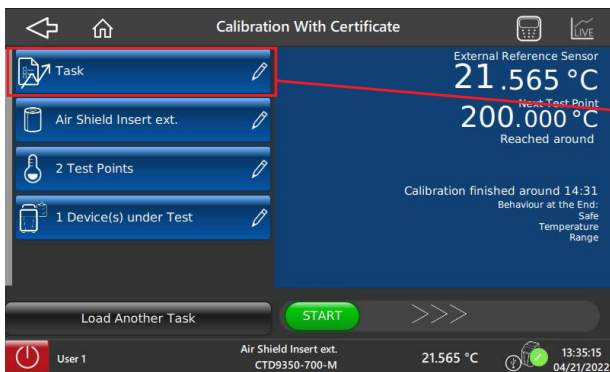 Calibration With Certificate
LIVE
Task
Air Shield Insert ext.
2 Test Points
1 Device(s) under Test
External Reference Sensor
21.565 °C
Next Test Point
200.000 °C
Reached around
Calibration finished around 14:31
Behaviour at the End:
Safe
Temperature
Range
Load Another Task
START
>>>
User 1
Air Shield Insert ext.
CTD9350-700-M
21.565 °C
13:35:15
04/21/2022